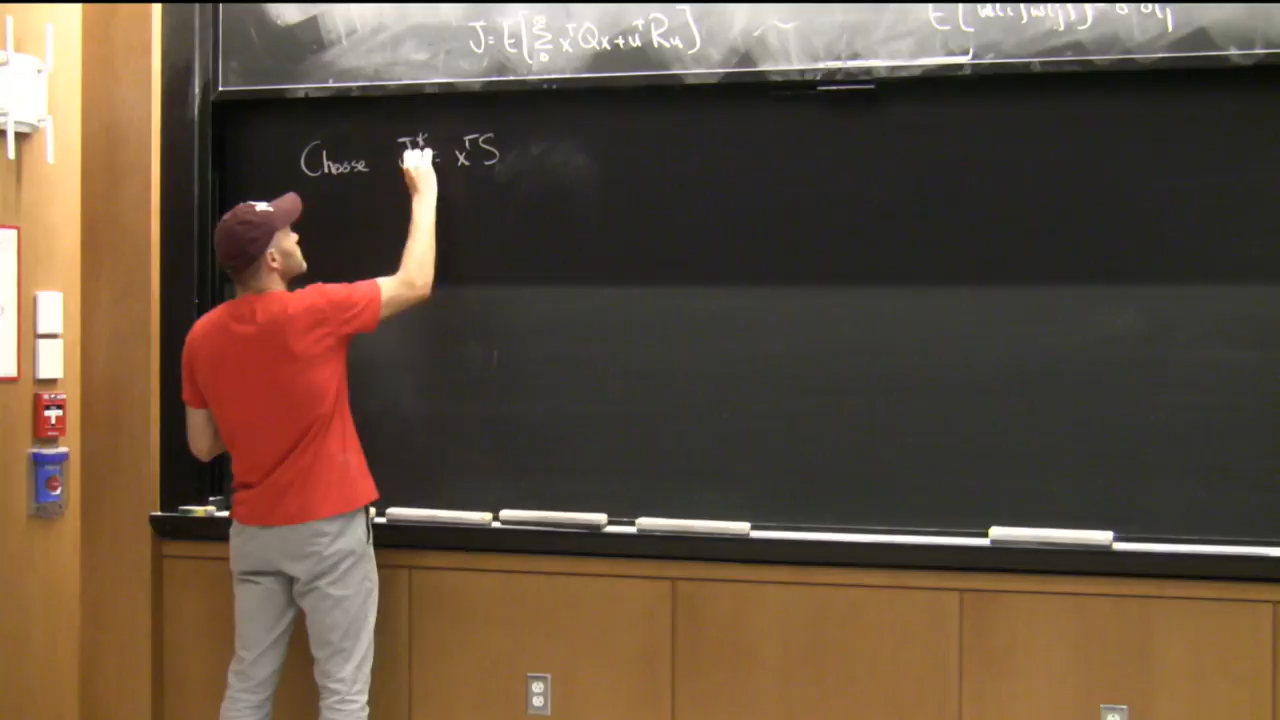 J = E[∑₀^∞ xᵀQx + uᵀRu]
E[w(i)w(j)]
Choose J* = xᵀS